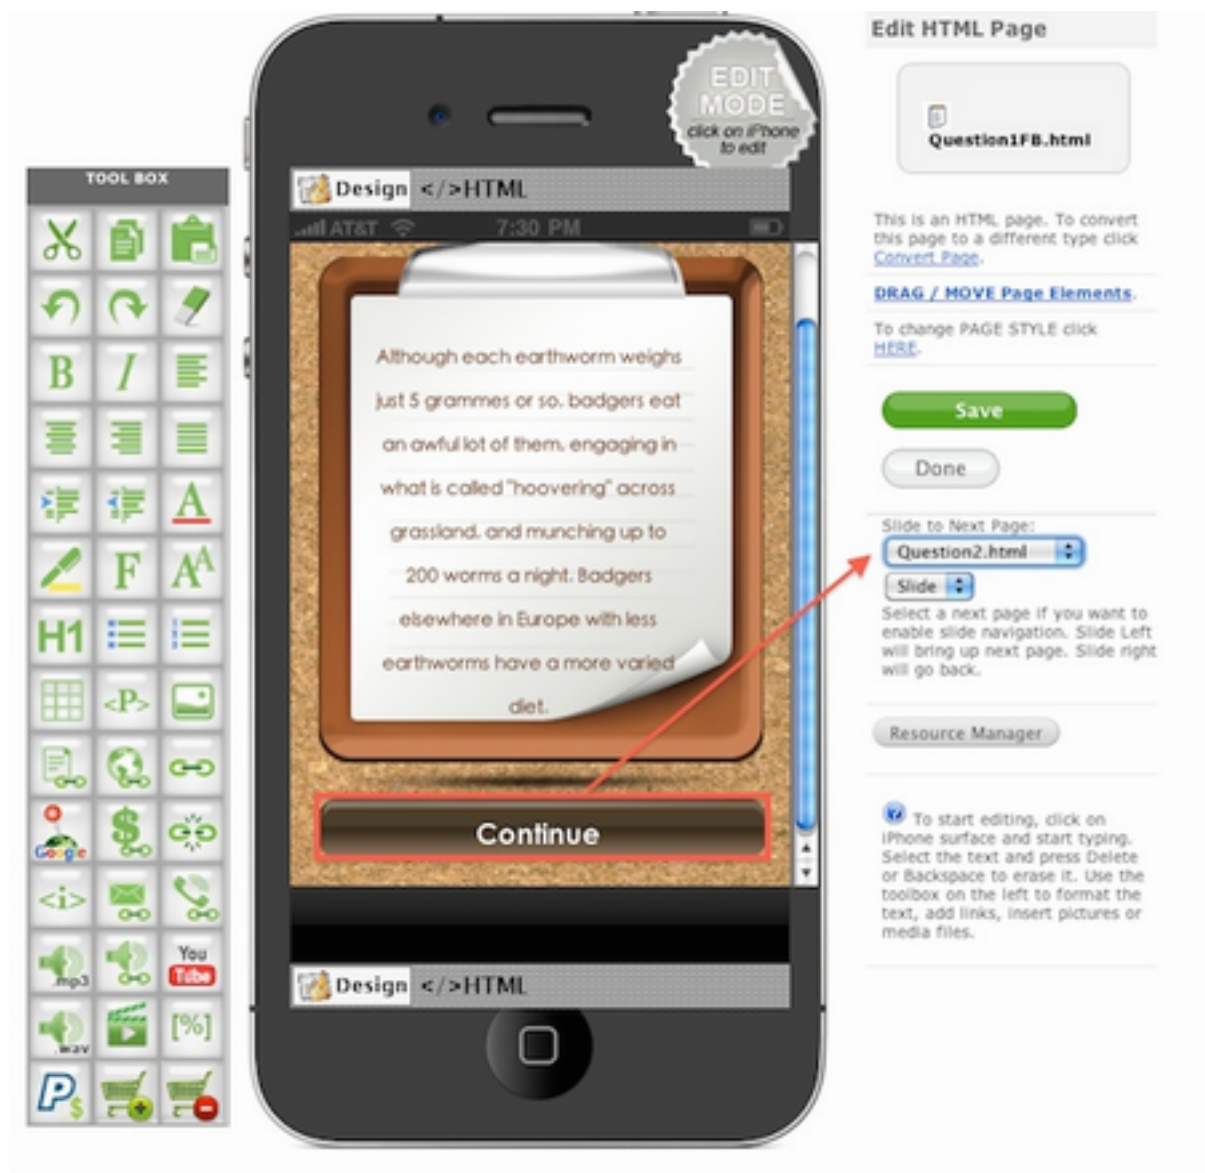 Edit HTML Page
EDIT
MODE
click on iPhone
to edit
Question1FB.html
TOOL BOX
Design </>HTML
AT&T 7:30 PM
This is an HTML page. To convert
this page to a different type click
Convert Page.
DRAG / MOVE Page Elements.
To change PAGE STYLE click
HERE.
Although each earthworm weighs
just 5 grammes or so, badgers eat
an awful lot of them, engaging in
what is called "hoovering" across
grassland, and munching up to
200 worms a night. Badgers
elsewhere in Europe with less
earthworms have a more varied
diet.
Continue
Design </>HTML
Save
Done
Slide to Next Page:
Question2.html
Slide
Select a next page if you want to
enable slide navigation. Slide Left
will bring up next page. Slide right
will go back.
Resource Manager
To start editing, click on
iPhone surface and start typing.
Select the text and press Delete
or Backspace to erase it. Use the
toolbox on the left to format the
text, add links, insert pictures or
media files.
B I
A
F AA
H1
<P>
Google $
<i>
.mp3 You Tube
.wav [%]
P$